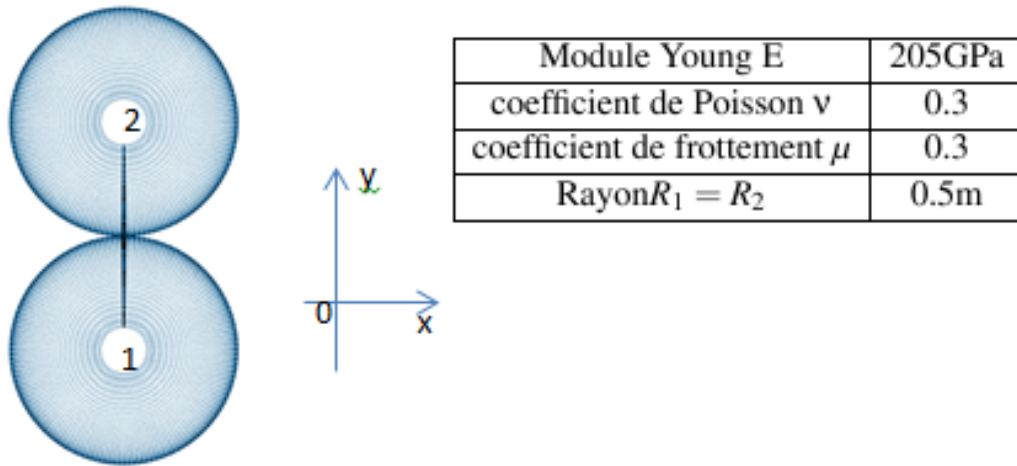 2
1
y
0
x
Module Young E 205GPa
coefficient de Poisson ν 0.3
coefficient de frottement μ 0.3
Rayon$R_1 = R_2$ 0.5m